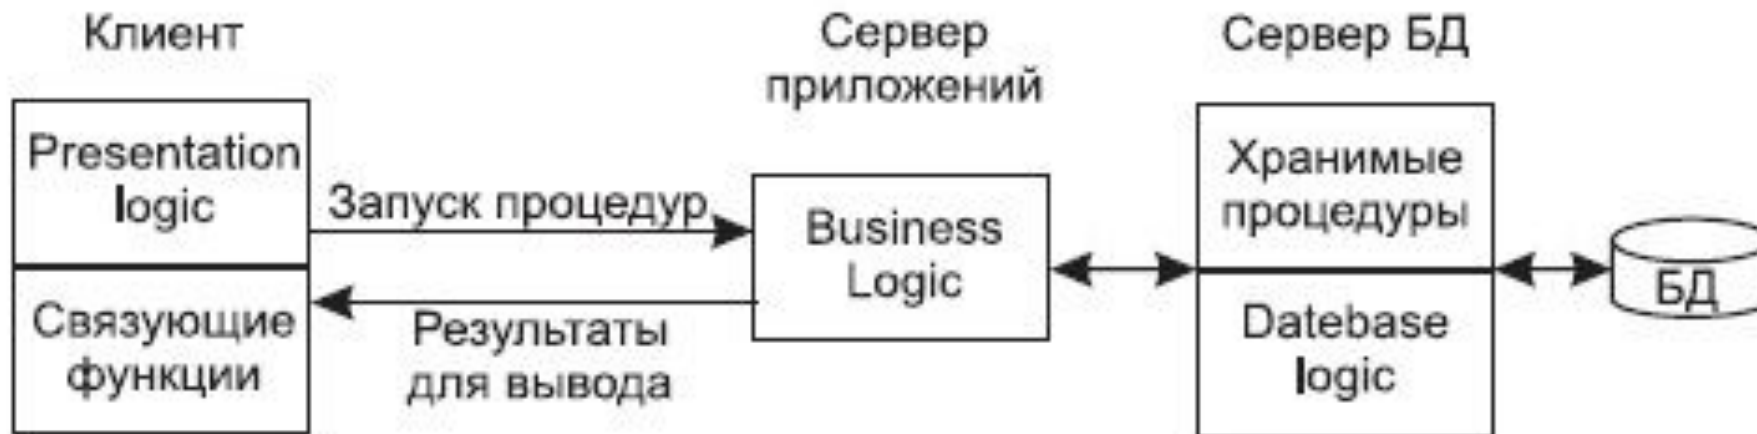 Клиент
Сервер
приложений
Сервер БД
Presentation
logic
Связующие
функции
Запуск процедур
Результаты
для вывода
Business
Logic
Хранимые
процедуры
Datebase
logic
БД